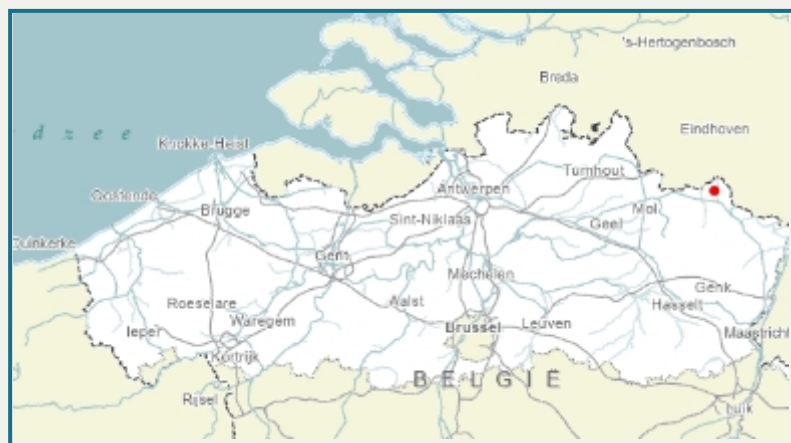 's-Hertogenbosch
Breda
dzee
Eindhoven
Knokke-Heist
Turnhout
Antwerpen
Oostende
Mol
Brugge
Sint-Niklaas
Geel
Duinkerke
Gent
Mechelen
Genk
Roeselare
Aalst
Hasselt
Waregem
Ieper
Brussel
Leuven
Maastricht
Kortrijk
BELGIË
Rijsel
Luik